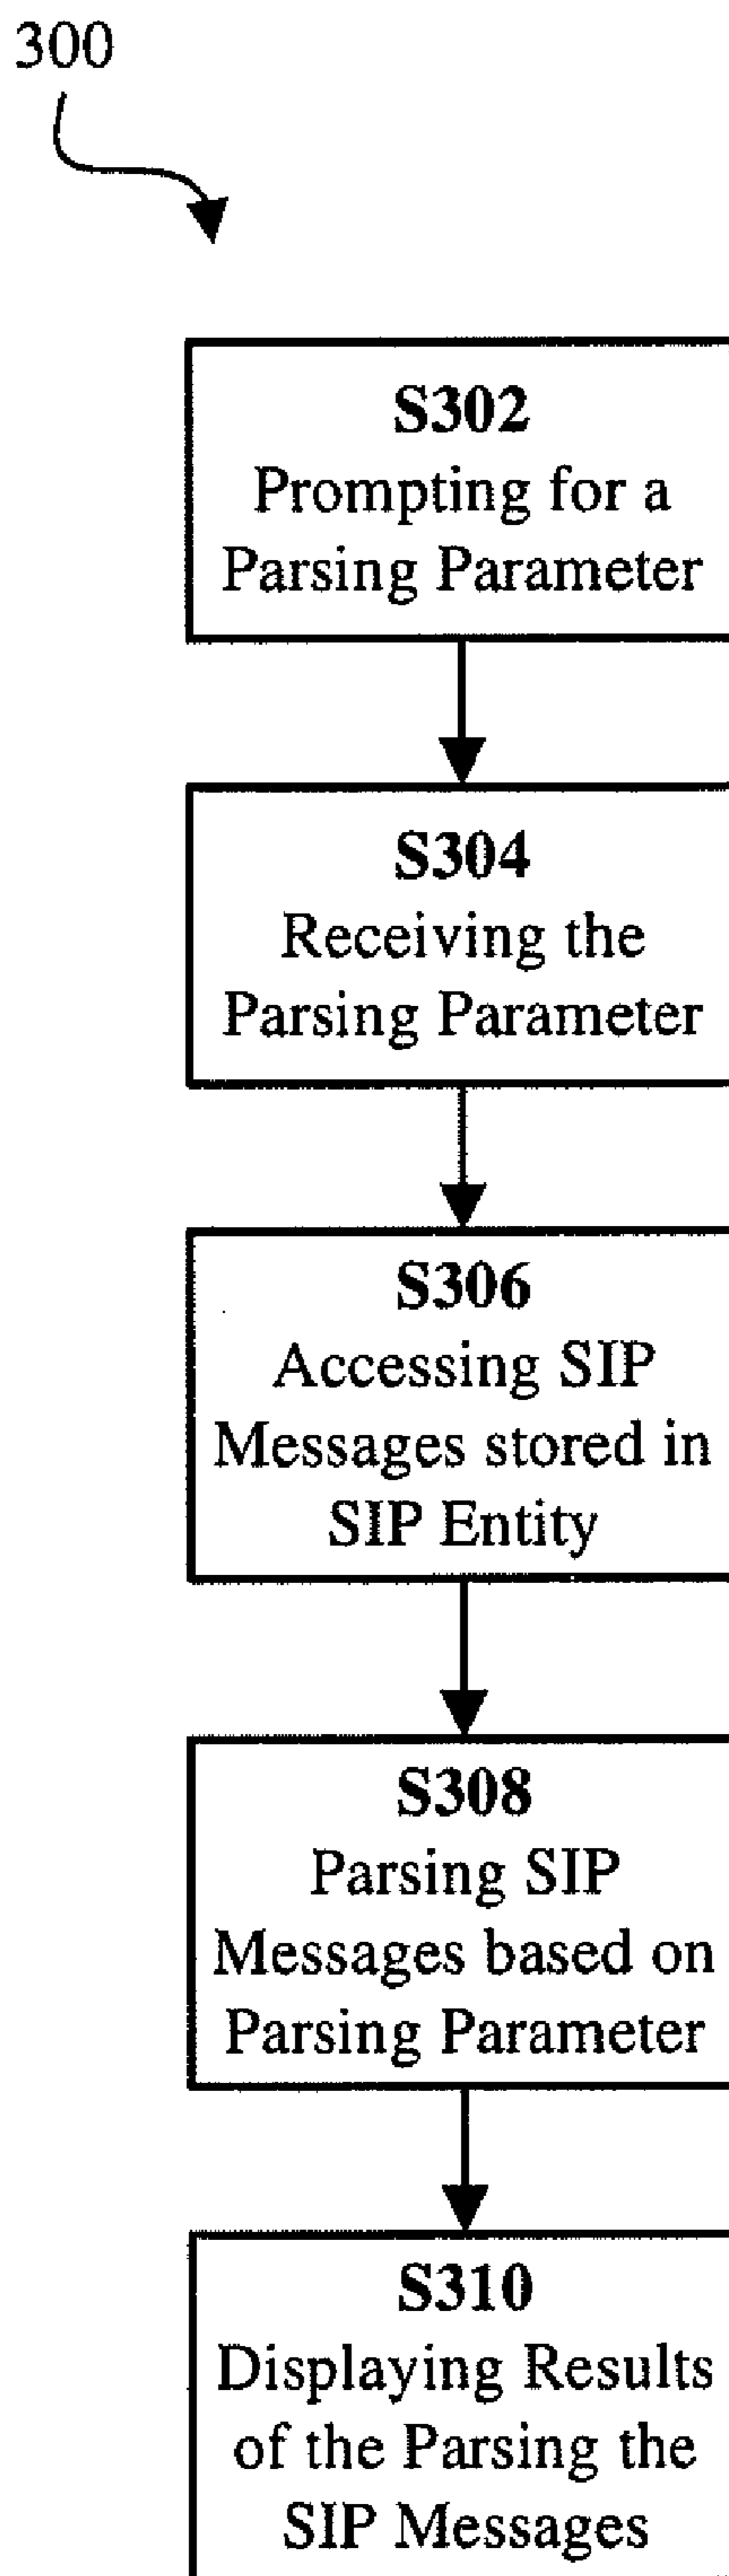 300
S302
Prompting for a
Parsing Parameter
S304
Receiving the
Parsing Parameter
S306
Accessing SIP
Messages stored in
SIP Entity
S308
Parsing SIP
Messages based on
Parsing Parameter
S310
Displaying Results
of the Parsing the
SIP Messages